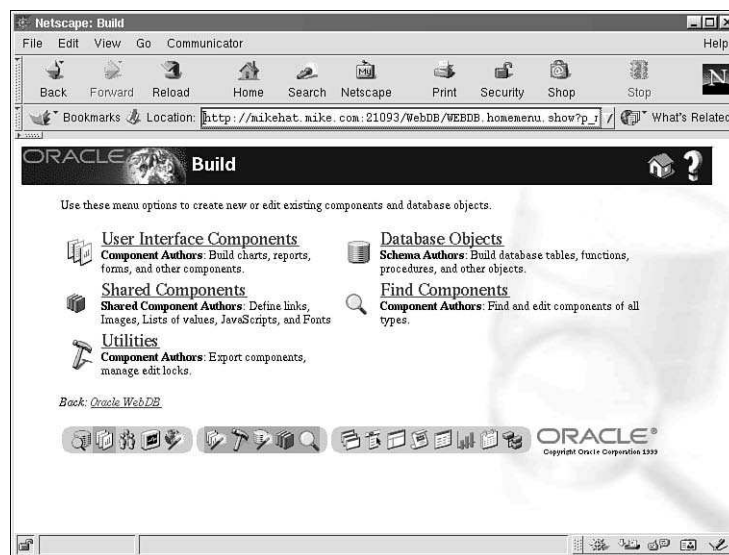 Netscape: Build
File Edit View Go Communicator Help
Back Forward Reload Home Search Netscape Print Security Shop Stop
My
N
Bookmarks Location: http://mikehat.mike.com:21093/WebDB/WEBDB.homemenu.show?p_ What's Related
ORACLE Build
Use these menu options to create new or edit existing components and database objects.
User Interface Components
Component Authors: Build charts, reports,
forms, and other components.
Database Objects
Schema Authors: Build database tables, functions,
procedures, and other objects.
Shared Components
Shared Component Authors: Define links,
Images, Lists of values, JavaScripts, and Fonts
Find Components
Component Authors: Find and edit components of all
types.
Utilities
Component Authors: Export components,
manage edit locks.
Back: Oracle WebDB
ORACLE®
Copyright Oracle Corporation 1999